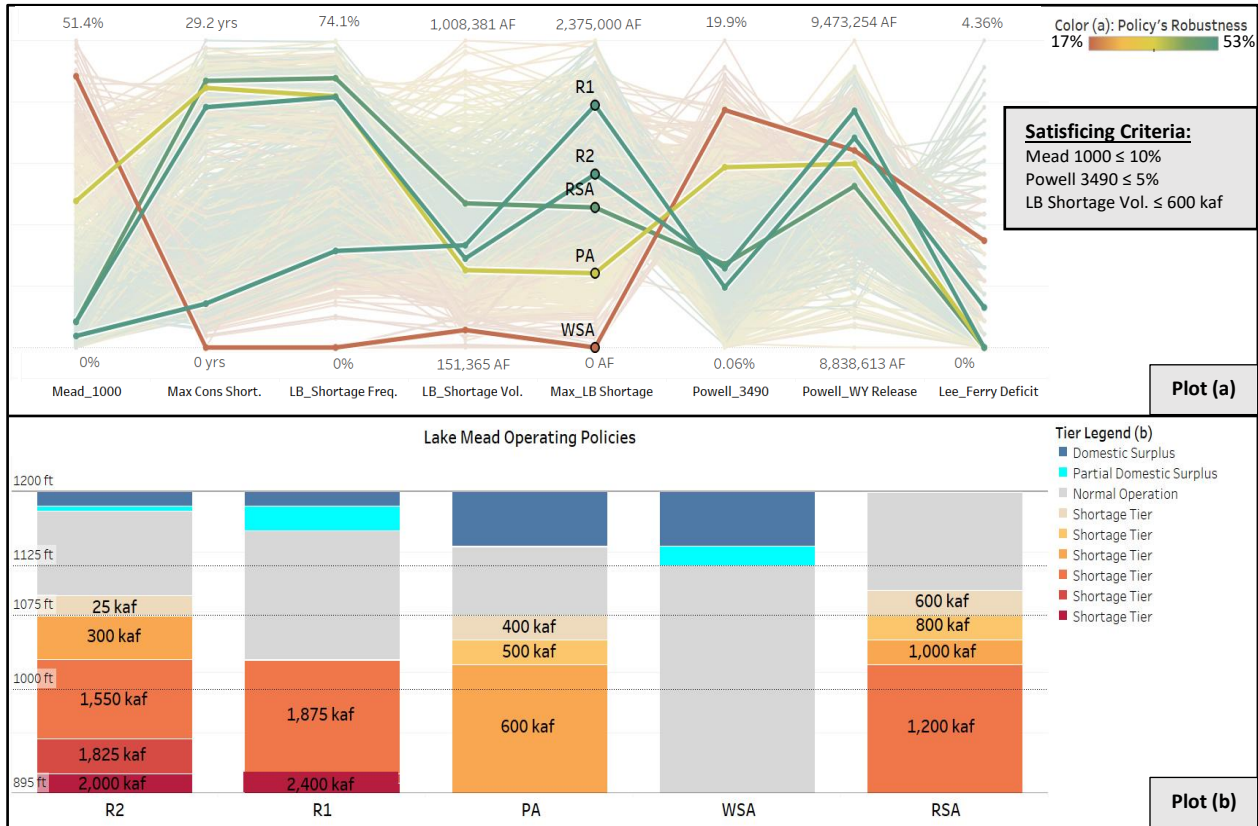 51.4% 29.2 yrs 74.1% 1,008,381 AF 2,375,000 AF 19.9% 9,473,254 AF 4.36%
Color (a): Policy's Robustness
17% 53%
R1
R2
RSA
PA
WSA
Satisficing Criteria:
Mead 1000 ≤ 10%
Powell 3490 ≤ 5%
LB Shortage Vol. ≤ 600 kaf
0% 0 yrs 0% 151,365 AF 0 AF 0.06% 8,838,613 AF 0%
Mead_1000 Max Cons Short. LB_Shortage Freq. LB_Shortage Vol. Max_LB Shortage Powell_3490 Powell_WY Release Lee_Ferry Deficit
Plot (a)
Lake Mead Operating Policies
1200 ft
1125 ft
1075 ft
1000 ft
895 ft
25 kaf
300 kaf
1,550 kaf
1,825 kaf
2,000 kaf
1,875 kaf
2,400 kaf
400 kaf
500 kaf
600 kaf
600 kaf
800 kaf
1,000 kaf
1,200 kaf
R2 R1 PA WSA RSA
Tier Legend (b)
Domestic Surplus
Partial Domestic Surplus
Normal Operation
Shortage Tier
Shortage Tier
Shortage Tier
Shortage Tier
Shortage Tier
Shortage Tier
Plot (b)